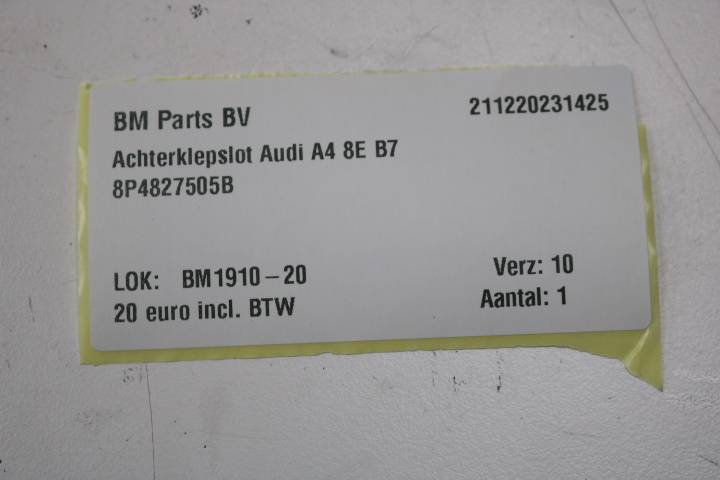 BM Parts BV 211220231425
Achterklepslot Audi A4 8E B7
8P4827505B
LOK: BM1910-20 Verz: 10
20 euro incl. BTW Aantal: 1